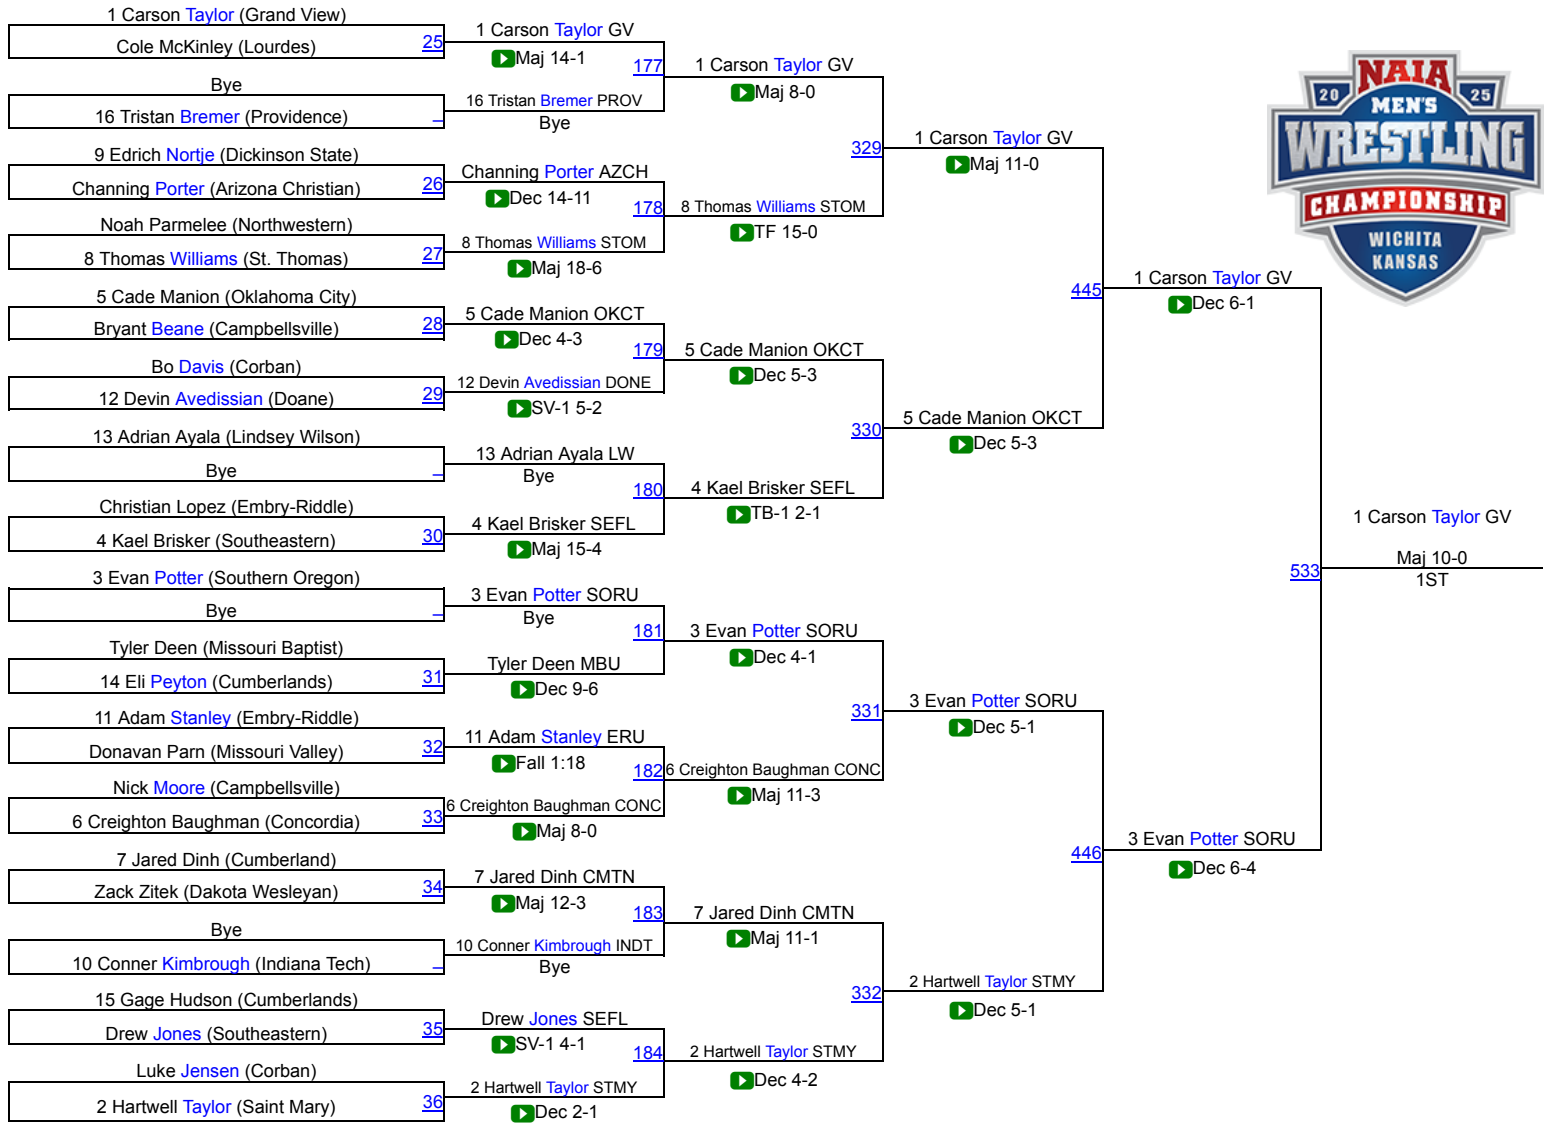 1 Carson Taylor (Grand View)
Cole McKinley (Lourdes)
25
Bye
16 Tristan Bremer (Providence)
9 Edrich Nortje (Dickinson State)
Channing Porter (Arizona Christian)
26
Noah Parmelee (Northwestern)
8 Thomas Williams (St. Thomas)
27
5 Cade Manion (Oklahoma City)
Bryant Beane (Campbellsville)
28
Bo Davis (Corban)
12 Devin Avedissian (Doane)
29
13 Adrian Ayala (Lindsey Wilson)
Bye
Christian Lopez (Embry-Riddle)
4 Kael Brisker (Southeastern)
30
3 Evan Potter (Southern Oregon)
Bye
Tyler Deen (Missouri Baptist)
14 Eli Peyton (Cumberlands)
31
11 Adam Stanley (Embry-Riddle)
Donavan Parn (Missouri Valley)
32
Nick Moore (Campbellsville)
6 Creighton Baughman (Concordia)
33
7 Jared Dinh (Cumberland)
Zack Zitek (Dakota Wesleyan)
34
Bye
10 Conner Kimbrough (Indiana Tech)
15 Gage Hudson (Cumberlands)
Drew Jones (Southeastern)
35
Luke Jensen (Corban)
2 Hartwell Taylor (Saint Mary)
36
1 Carson Taylor GV
Maj 14-1
177
16 Tristan Bremer PROV
Bye
Channing Porter AZCH
Dec 14-11
178
8 Thomas Williams STOM
Maj 18-6
5 Cade Manion OKCT
Dec 4-3
179
12 Devin Avedissian DONE
SV-1 5-2
13 Adrian Ayala LW
Bye
180
4 Kael Brisker SEFL
Maj 15-4
3 Evan Potter SORU
Bye
181
Tyler Deen MBU
Dec 9-6
11 Adam Stanley ERU
Fall 1:18
182
6 Creighton Baughman CONC
Maj 8-0
7 Jared Dinh CMTN
Maj 12-3
183
10 Conner Kimbrough INDT
Bye
Drew Jones SEFL
SV-1 4-1
184
2 Hartwell Taylor STMY
Dec 2-1
1 Carson Taylor GV
Maj 8-0
329
8 Thomas Williams STOM
TF 15-0
5 Cade Manion OKCT
Dec 5-3
330
4 Kael Brisker SEFL
TB-1 2-1
3 Evan Potter SORU
Dec 4-1
331
6 Creighton Baughman CONC
Maj 11-3
7 Jared Dinh CMTN
Maj 11-1
332
2 Hartwell Taylor STMY
Dec 4-2
1 Carson Taylor GV
Maj 11-0
445
5 Cade Manion OKCT
Dec 5-3
3 Evan Potter SORU
Dec 5-1
446
2 Hartwell Taylor STMY
Dec 5-1
1 Carson Taylor GV
Dec 6-1
533
3 Evan Potter SORU
Dec 6-4
1 Carson Taylor GV
Maj 10-0
1ST
NAIA
20 25
MEN'S
WRESTLING
CHAMPIONSHIP
WICHITA
KANSAS